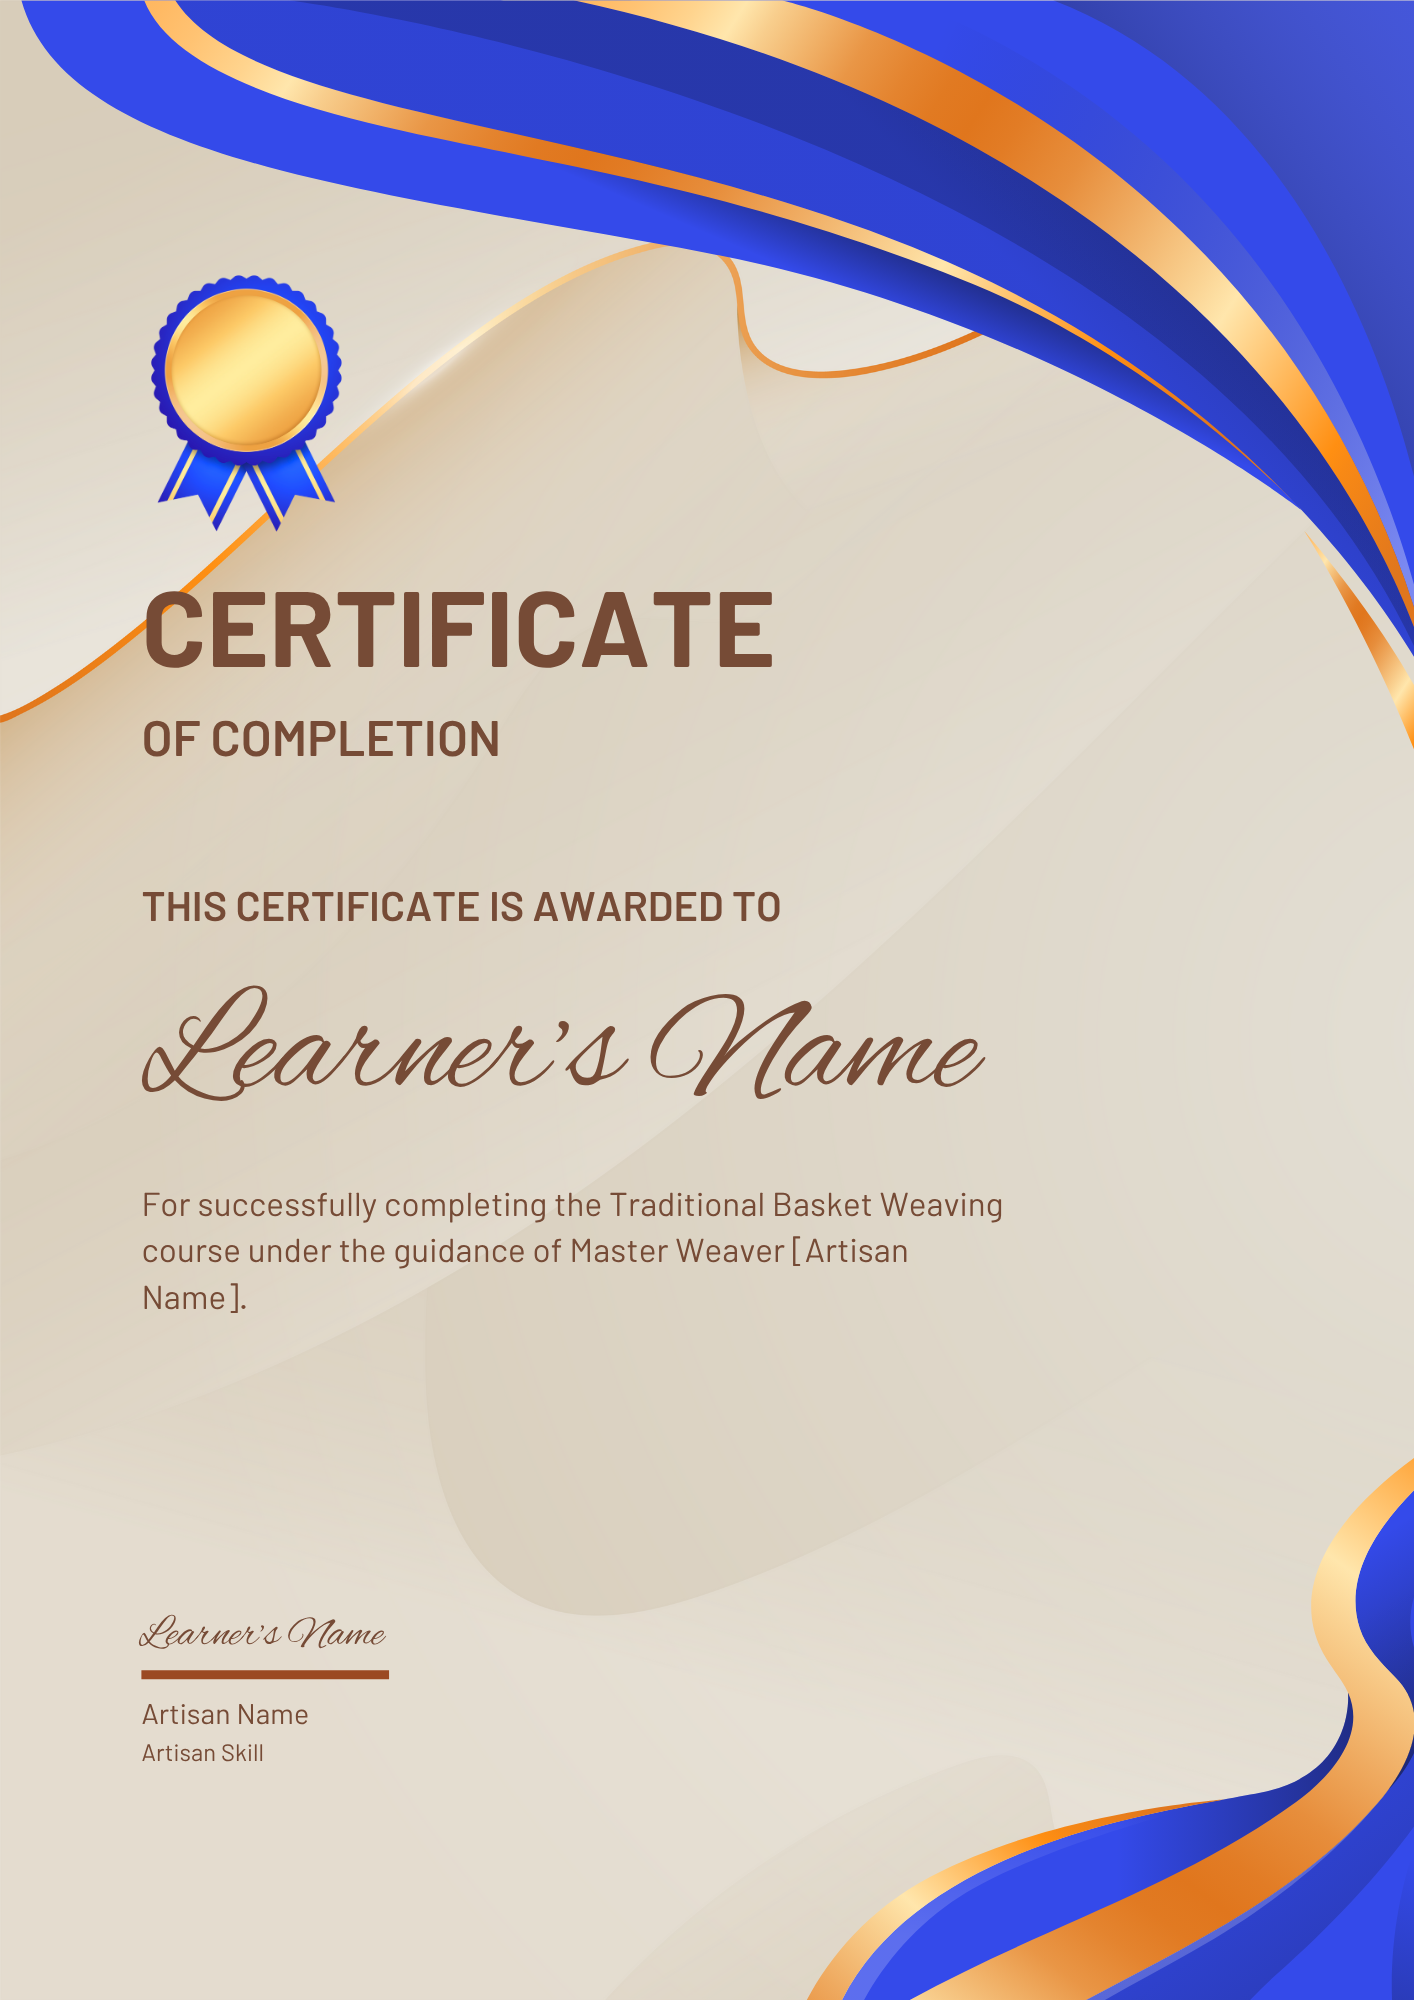 CERTIFICATE
OF COMPLETION
THIS CERTIFICATE IS AWARDED TO
Learner's Name
For successfully completing the Traditional Basket Weaving
course under the guidance of Master Weaver [Artisan
Name].
Learner's Name
Artisan Name
Artisan Skill